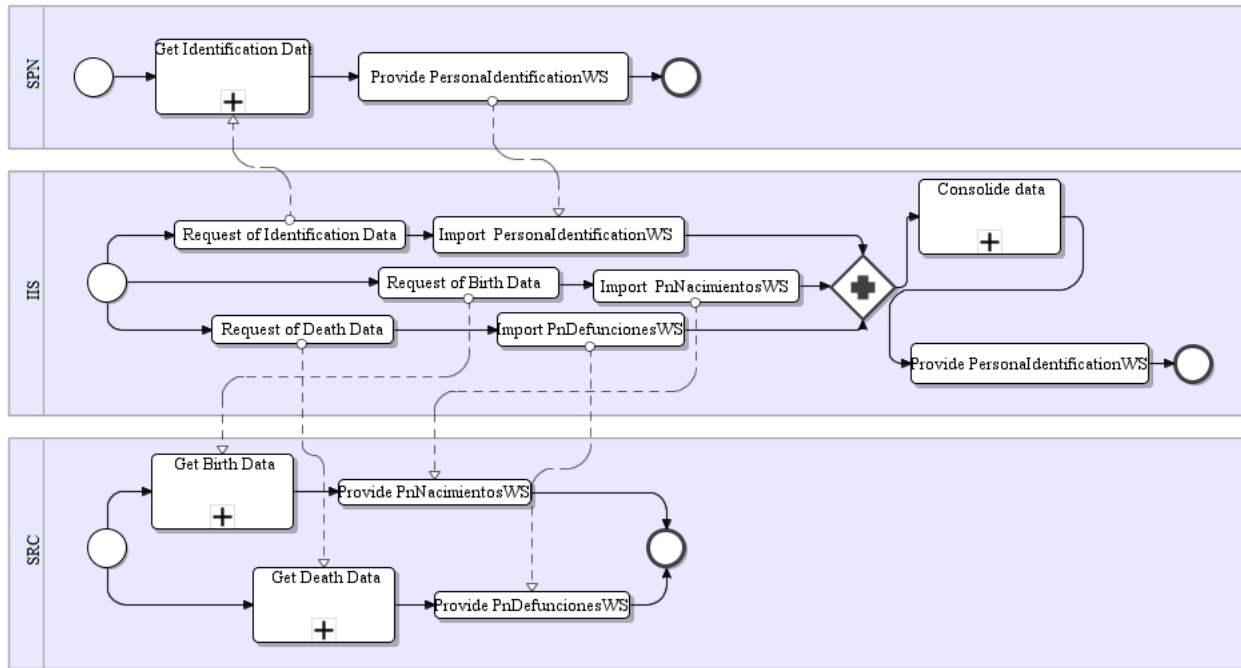 SPN
Get Identification Data
Provide PersonaIdentificationWS
IIS
Request of Identification Data
Import PersonaIdentificationWS
Consolide data
Request of Birth Data
Import PnNacimientosWS
Request of Death Data
Import PnDefuncionesWS
Provide PersonaIdentificationWS
SRC
Get Birth Data
Provide PnNacimientosWS
Get Death Data
Provide PnDefuncionesWS